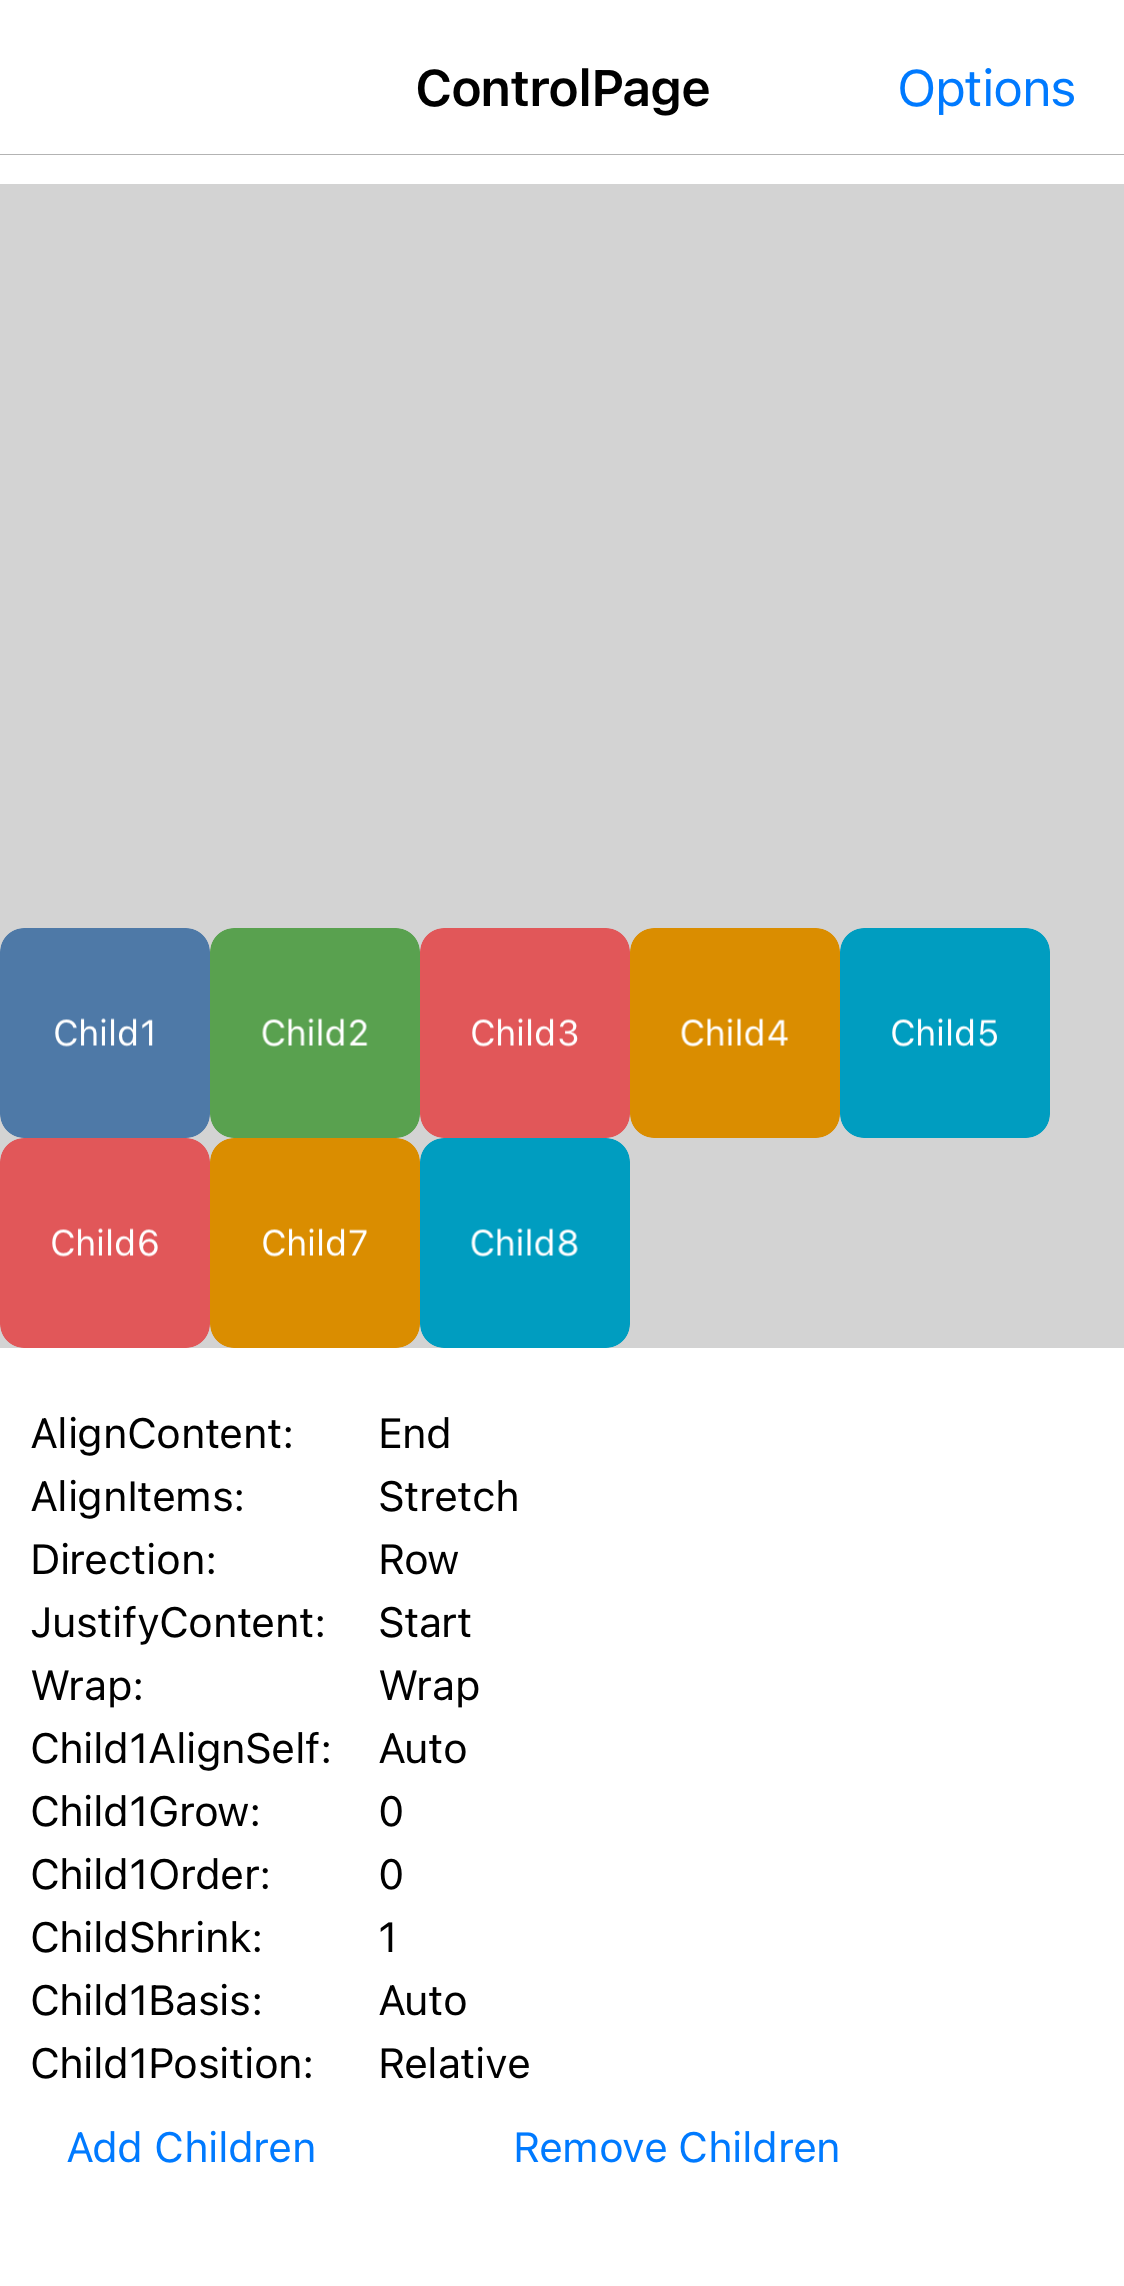 ControlPage Options
Child1 Child2 Child3 Child4 Child5
Child6 Child7 Child8
AlignContent: End
AlignItems: Stretch
Direction: Row
JustifyContent: Start
Wrap: Wrap
Child1AlignSelf: Auto
Child1Grow: 0
Child1Order: 0
ChildShrink: 1
Child1Basis: Auto
Child1Position: Relative
Add Children Remove Children